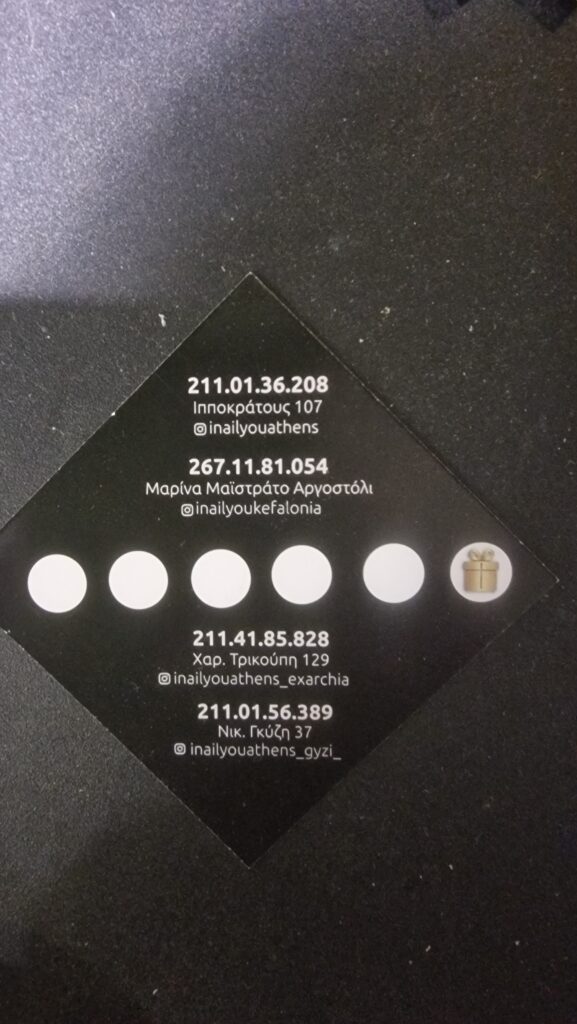 211.01.36.208
Ιπποκράτους 107
inailyouathens
267.11.81.054
Μαρίνα Μαϊστράτο Αργοστόλι
inailyoukefalonia
211.41.85.828
Χαρ. Τρικούπη 129
inailyouathens_exarchia
211.01.56.389
Νικ. Γκύζη 37
inailyouathens_gyzi_